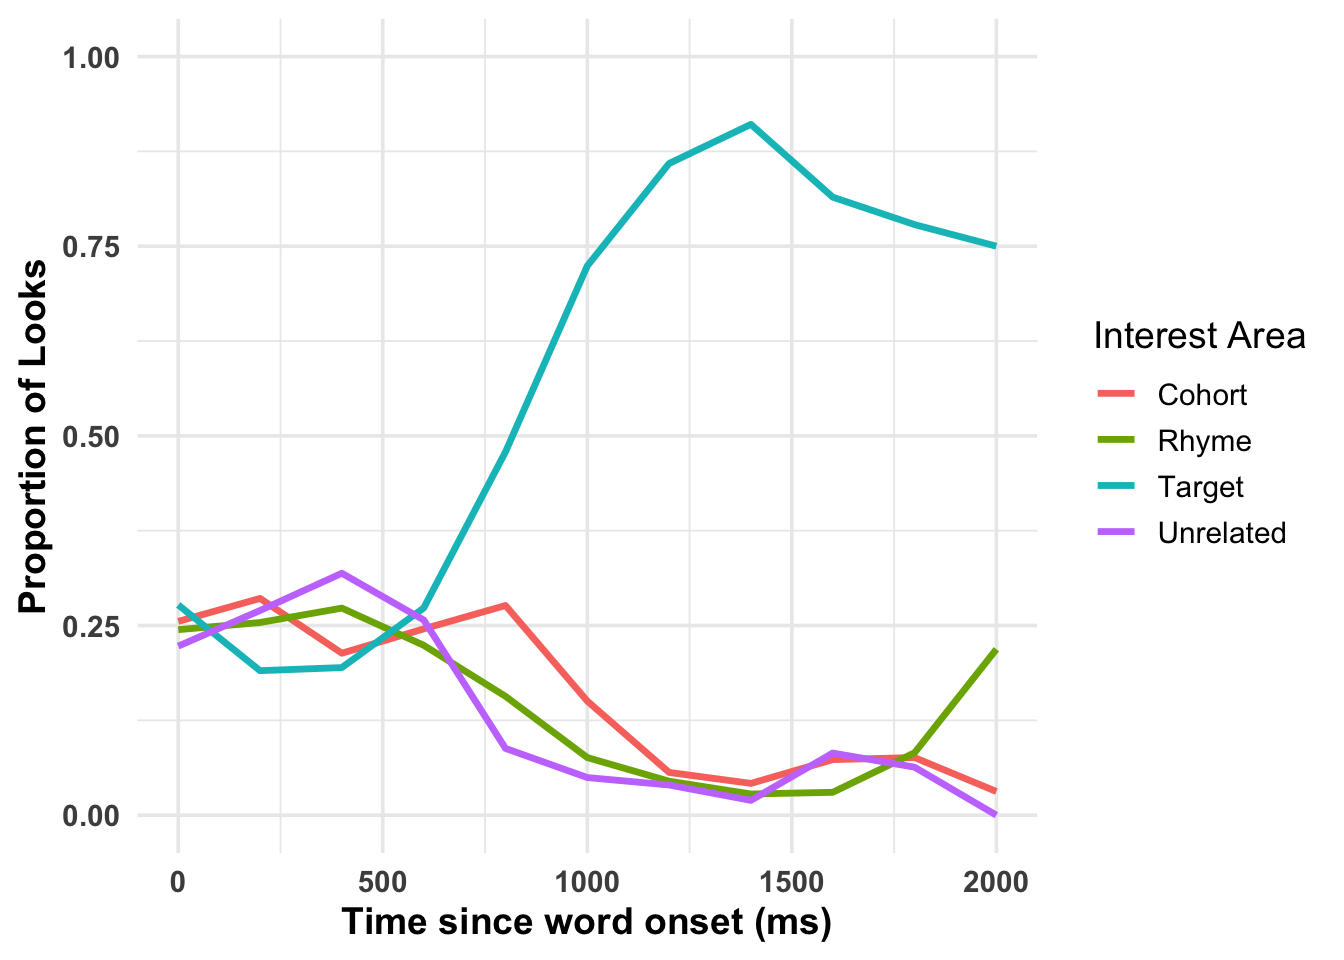 1.00
0.75
0.50
0.25
0.00
Proportion of Looks
0
500
1000
1500
2000
Time since word onset (ms)
Interest Area
Cohort
Rhyme
Target
Unrelated